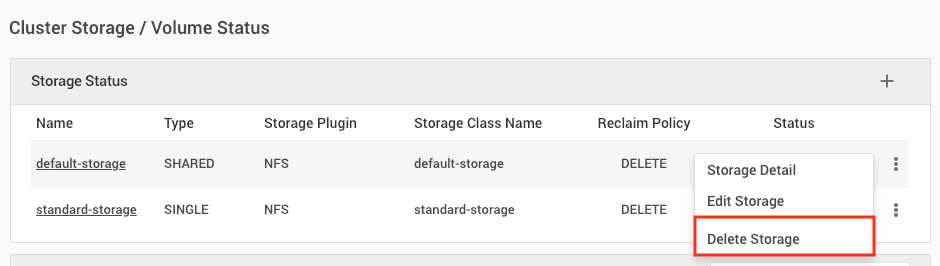 Cluster Storage / Volume Status
Storage Status
Name Type Storage Plugin Storage Class Name Reclaim Policy Status
default-storage SHARED NFS default-storage DELETE
Storage Detail
Edit Storage
standard-storage SINGLE NFS standard-storage DELETE
Delete Storage